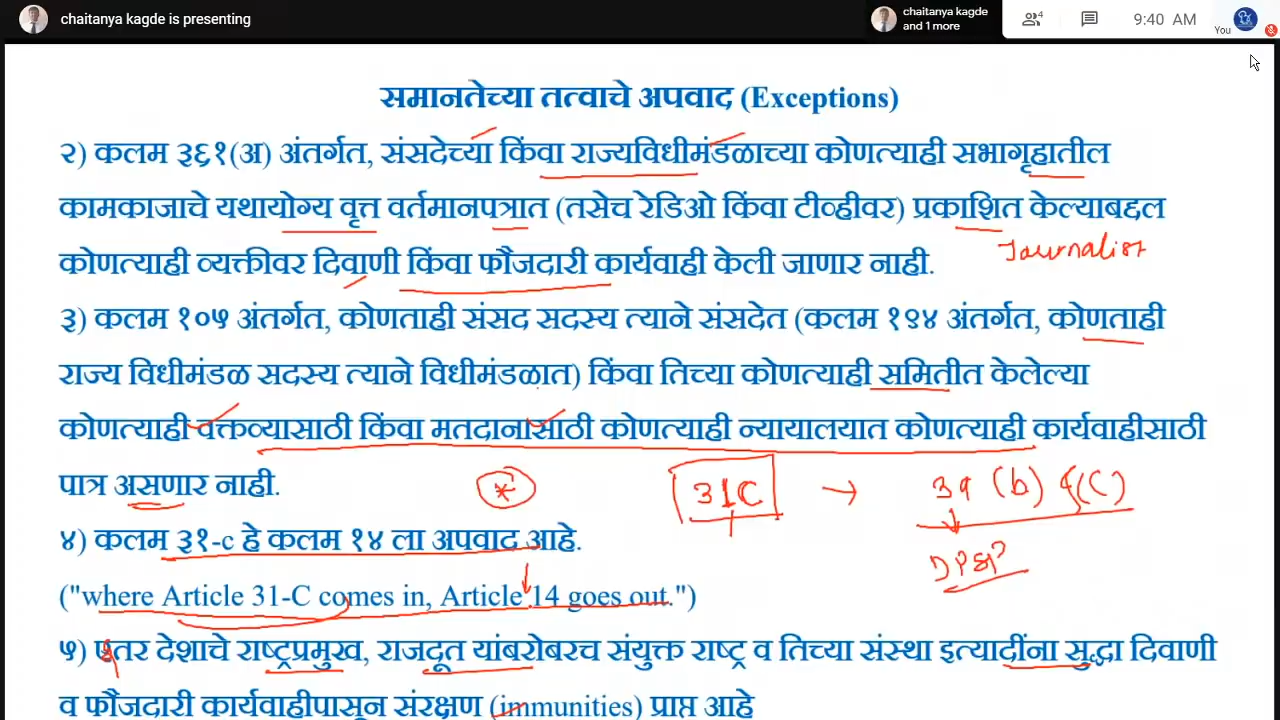 chaitanya kagde is presenting
chaitanya kagde
and 1 more
4
9:40 AM
You
समानतेच्या तत्वाचे अपवाद (Exceptions)
२) कलम ३६१(अ) अंतर्गत, संसदेच्या किंवा राज्यविधीमंडळाच्या कोणत्याही सभागृहातील
कामकाजाचे यथायोग्य वृत्त वर्तमानपत्रात (तसेच रेडिओ किंवा टीव्हीवर) प्रकाशित केल्याबद्दल
Journalist
कोणत्याही व्यक्तीवर दिवाणी किंवा फौजदारी कार्यवाही केली जाणार नाही.
३) कलम १०५ अंतर्गत, कोणताही संसद सदस्य त्याने संसदेत (कलम १९४ अंतर्गत, कोणताही
राज्य विधीमंडळ सदस्य त्याने विधीमंडळात) किंवा तिच्या कोणत्याही समितीत केलेल्या
कोणत्याही वक्तव्यासाठी किंवा मतदानासाठी कोणत्याही न्यायालयात कोणत्याही कार्यवाहीसाठी
पात्र असणार नाही.
31C → 39 (b) & (C)
४) कलम ३१-c हे कलम १४ ला अपवाद आहे.
DPSP
("where Article 31-C comes in, Article 14 goes out.")
५) तर देशाचे राष्ट्रप्रमुख, राजदूत यांबरोबरच संयुक्त राष्ट्र व तिच्या संस्था इत्यादींना सुद्धा दिवाणी
व फौजदारी कार्यवाहीपासून संरक्षण (immunities) प्राप्त आहे